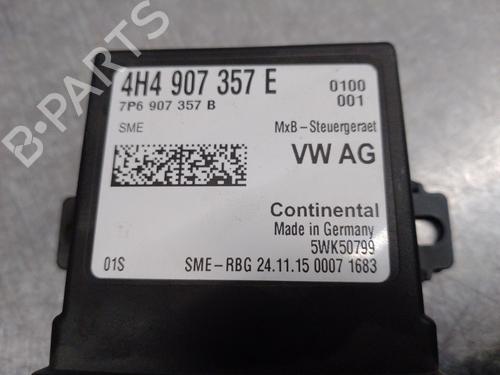 B-PARTS
4H4 907 357 E
7P6 907 357 B
0100
001
SME
MxB-Steuergeraet
VW AG
Continental
Made in Germany
5WK50799
01S
SME-RBG 24.11.15 0007 1683